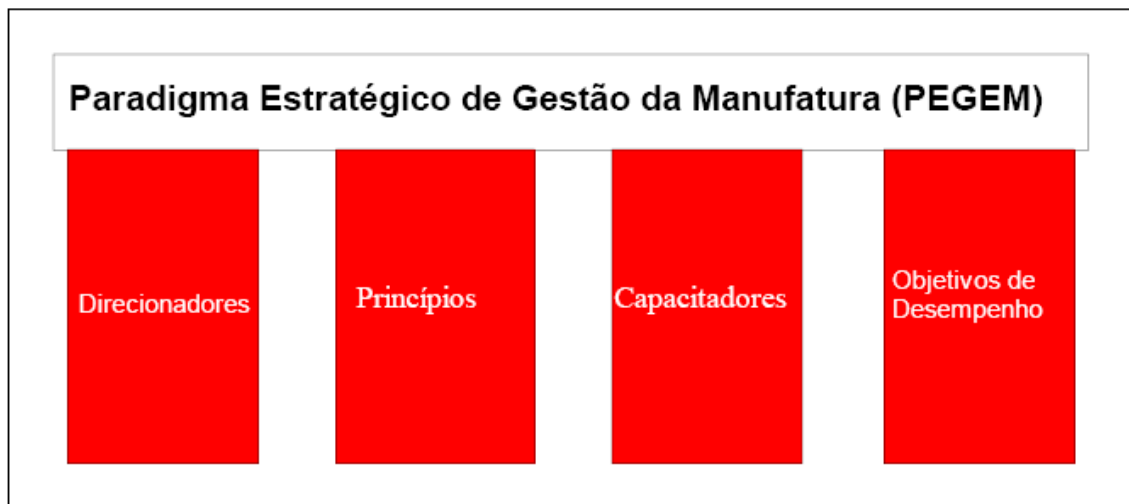 Paradigma Estratégico de Gestão da Manufatura (PEGEM)
Direcionadores
Princípios
Capacitadores
Objetivos de
Desempenho